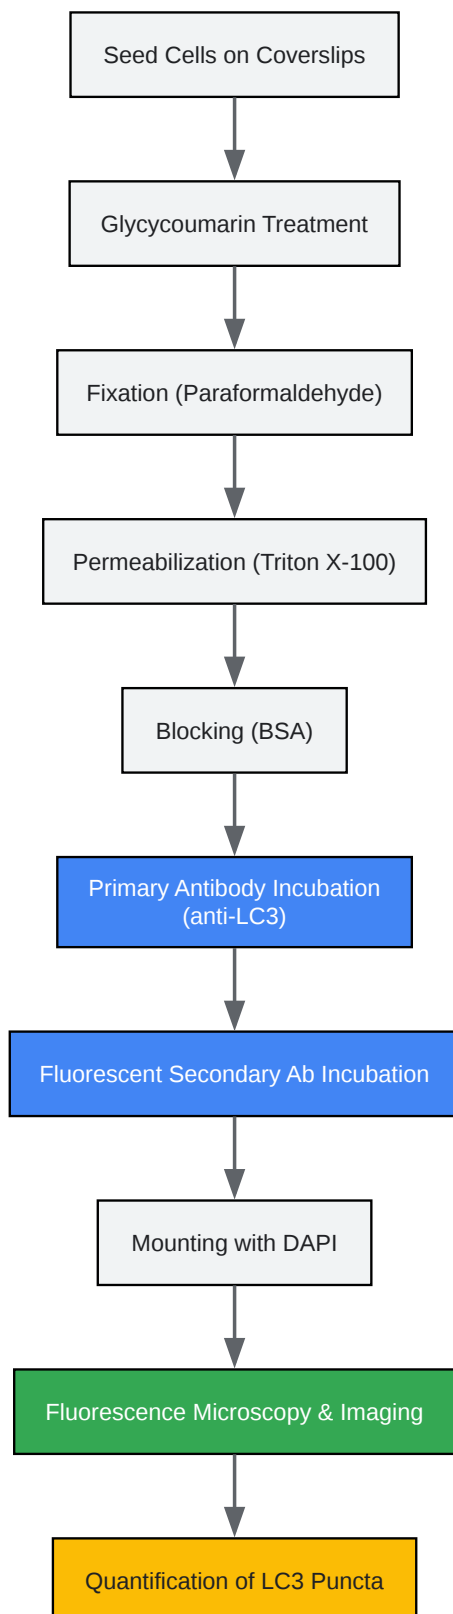 Seed Cells on Coverslips
Glycycoumarin Treatment
Fixation (Paraformaldehyde)
Permeabilization (Triton X-100)
Blocking (BSA)
Primary Antibody Incubation
(anti-LC3)
Fluorescent Secondary Ab Incubation
Mounting with DAPI
Fluorescence Microscopy & Imaging
Quantification of LC3 Puncta